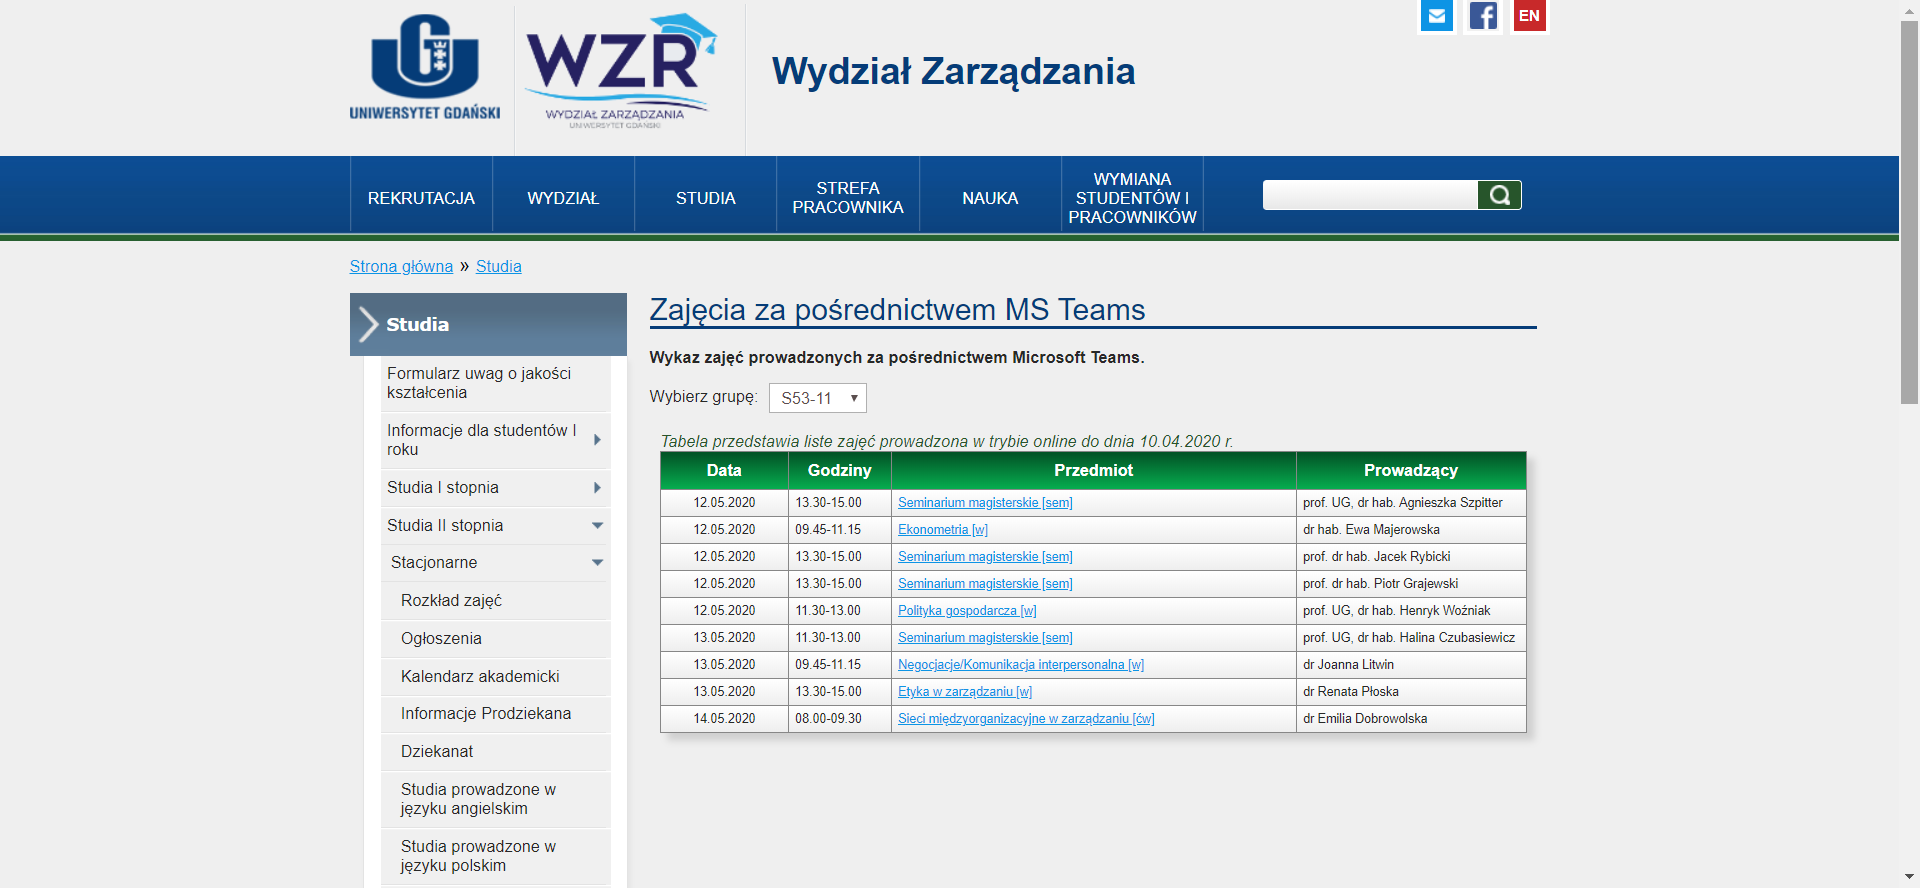 UNIWERSYTET GDAŃSKI
WZR
WYDZIAŁ ZARZĄDZANIA
UNIWERSYTET GDAŃSKI
Wydział Zarządzania
EN
REKRUTACJA
WYDZIAŁ
STUDIA
STREFA
PRACOWNIKA
NAUKA
WYMIANA
STUDENTÓW I
PRACOWNIKÓW
Strona główna » Studia
Studia
Formularz uwag o jakości
kształcenia
Informacje dla studentów I
roku
Studia I stopnia
Studia II stopnia
Stacjonarne
Rozkład zajęć
Ogłoszenia
Kalendarz akademicki
Informacje Prodziekana
Dziekanat
Studia prowadzone w
języku angielskim
Studia prowadzone w
języku polskim
Zajęcia za pośrednictwem MS Teams
Wykaz zajęć prowadzonych za pośrednictwem Microsoft Teams.
Wybierz grupę: S53-11
Tabela przedstawia liste zajęć prowadzona w trybie online do dnia 10.04.2020 r.
Data Godziny Przedmiot Prowadzący
12.05.2020 13.30-15.00 Seminarium magisterskie [sem] prof. UG, dr hab. Agnieszka Szpitter
12.05.2020 09.45-11.15 Ekonometria [w] dr hab. Ewa Majerowska
12.05.2020 13.30-15.00 Seminarium magisterskie [sem] prof. dr hab. Jacek Rybicki
12.05.2020 13.30-15.00 Seminarium magisterskie [sem] prof. dr hab. Piotr Grajewski
12.05.2020 11.30-13.00 Polityka gospodarcza [w] prof. UG, dr hab. Henryk Woźniak
13.05.2020 11.30-13.00 Seminarium magisterskie [sem] prof. UG, dr hab. Halina Czubasiewicz
13.05.2020 09.45-11.15 Negocjacje/Komunikacja interpersonalna [w] dr Joanna Litwin
13.05.2020 13.30-15.00 Etyka w zarządzaniu [w] dr Renata Płoska
14.05.2020 08.00-09.30 Sieci międzyorganizacyjne w zarządzaniu [ćw] dr Emilia Dobrowolska